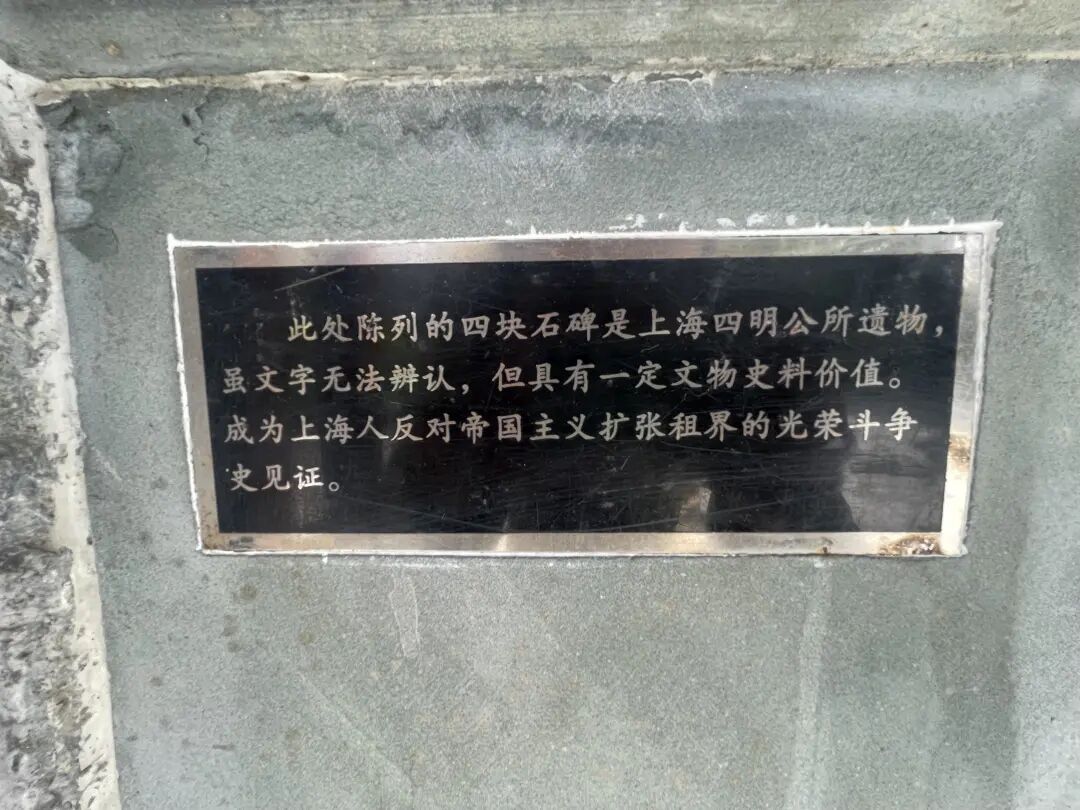 此处陈列的四块石碑是上海四明公所遗物，
虽文字无法辨认，但具有一定文物史料价值。
成为上海人反对帝国主义扩张租界的光荣斗争
史见证。